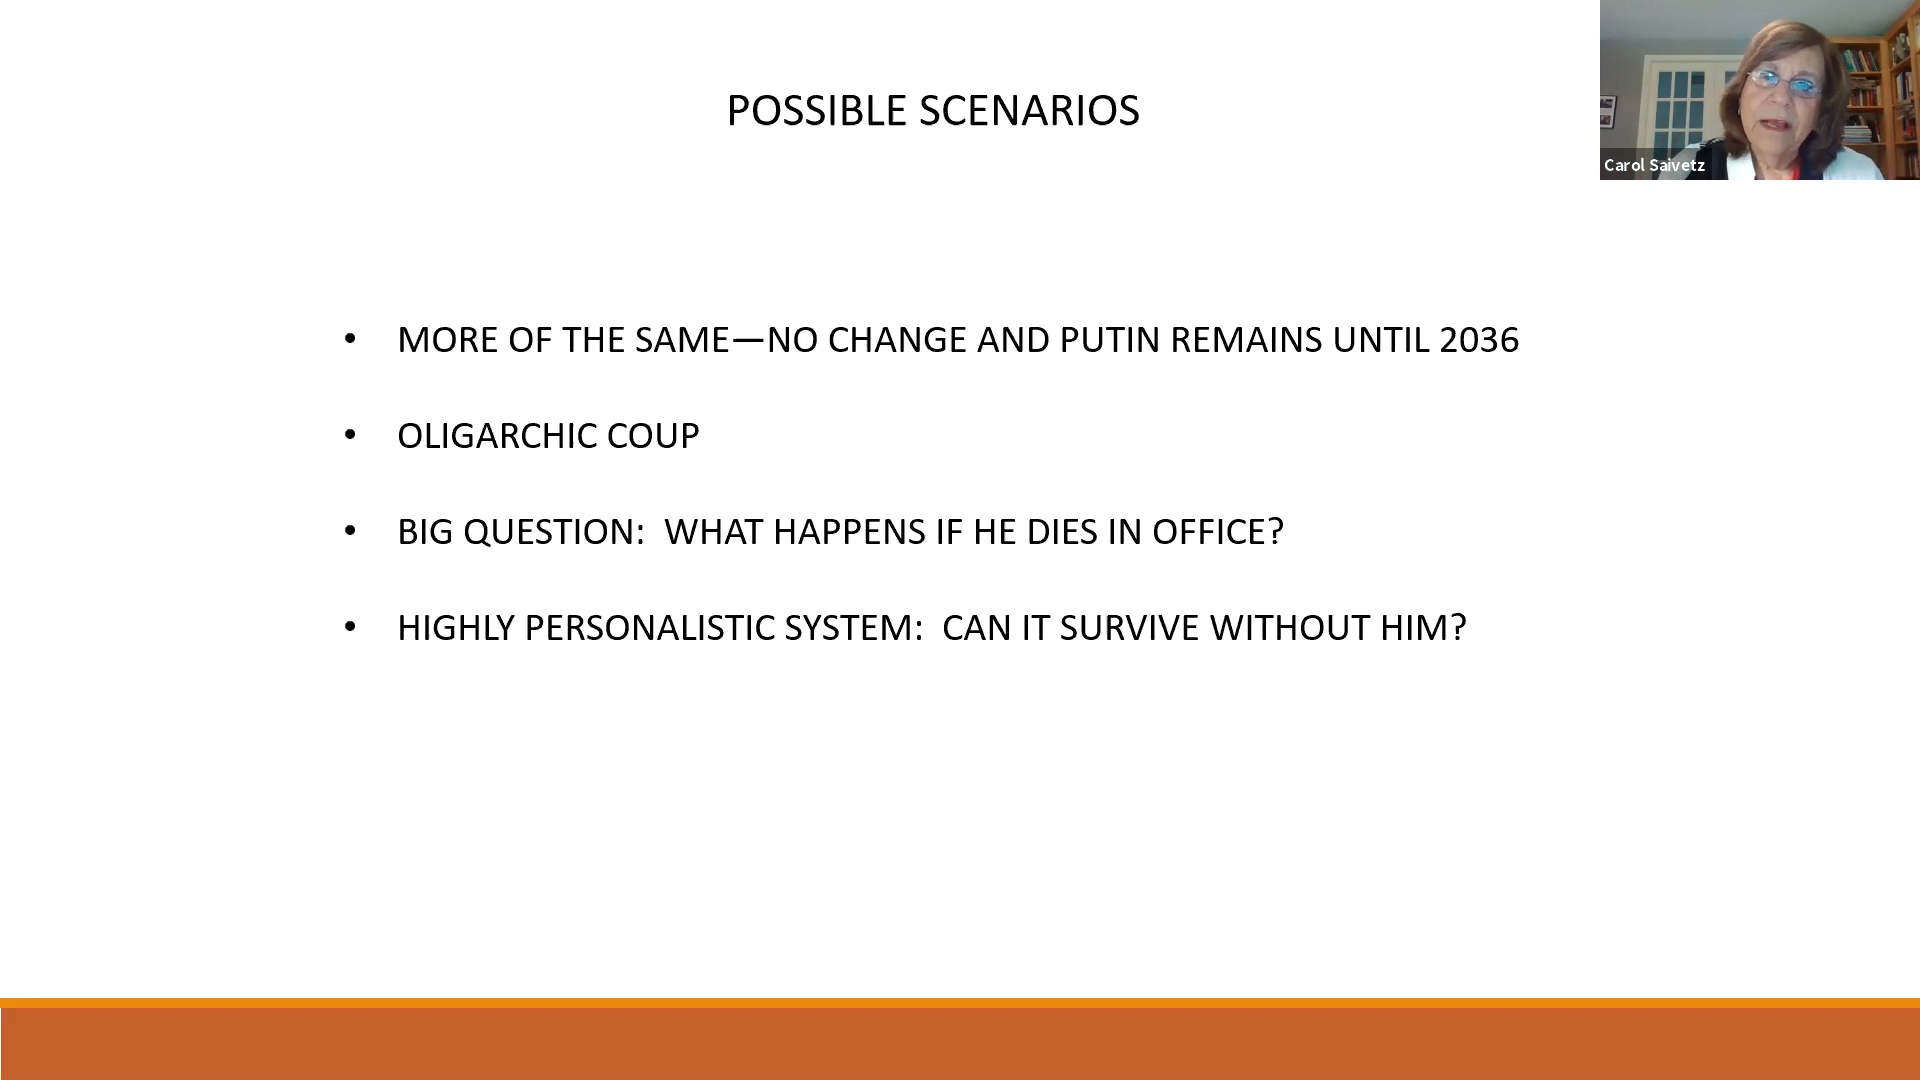 POSSIBLE SCENARIOS
Carol Saivetz
• MORE OF THE SAME—NO CHANGE AND PUTIN REMAINS UNTIL 2036
• OLIGARCHIC COUP
• BIG QUESTION:  WHAT HAPPENS IF HE DIES IN OFFICE?
• HIGHLY PERSONALISTIC SYSTEM:  CAN IT SURVIVE WITHOUT HIM?